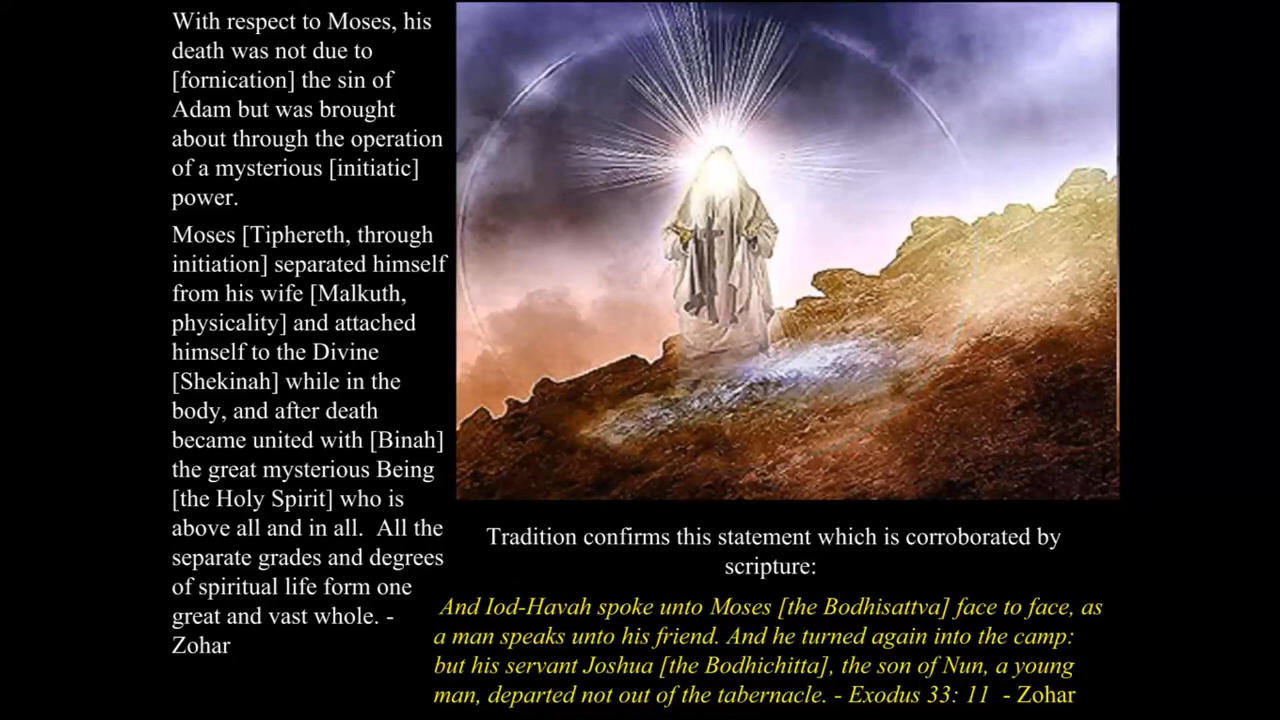 With respect to Moses, his
death was not due to
[fornication] the sin of
Adam but was brought
about through the operation
of a mysterious [initiatic]
power.
Moses [Tiphereth, through
initiation] separated himself
from his wife [Malkuth,
physicality] and attached
himself to the Divine
[Shekinah] while in the
body, and after death
became united with [Binah]
the great mysterious Being
[the Holy Spirit] who is
above all and in all.  All the
separate grades and degrees
of spiritual life form one
great and vast whole. -
Zohar
Tradition confirms this statement which is corroborated by
scripture:
And Iod-Havah spoke unto Moses [the Bodhisattva] face to face, as
a man speaks unto his friend. And he turned again into the camp:
but his servant Joshua [the Bodhichitta], the son of Nun, a young
man, departed not out of the tabernacle. - Exodus 33: 11  - Zohar